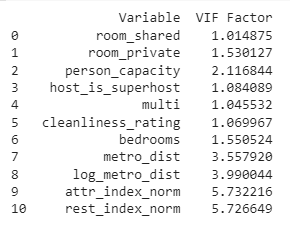 Variable VIF Factor
0 room_shared 1.014875
1 room_private 1.530127
2 person_capacity 2.116844
3 host_is_superhost 1.084089
4 multi 1.045532
5 cleanliness_rating 1.069967
6 bedrooms 1.550524
7 metro_dist 3.557920
8 log_metro_dist 3.990044
9 attr_index_norm 5.732216
10 rest_index_norm 5.726649